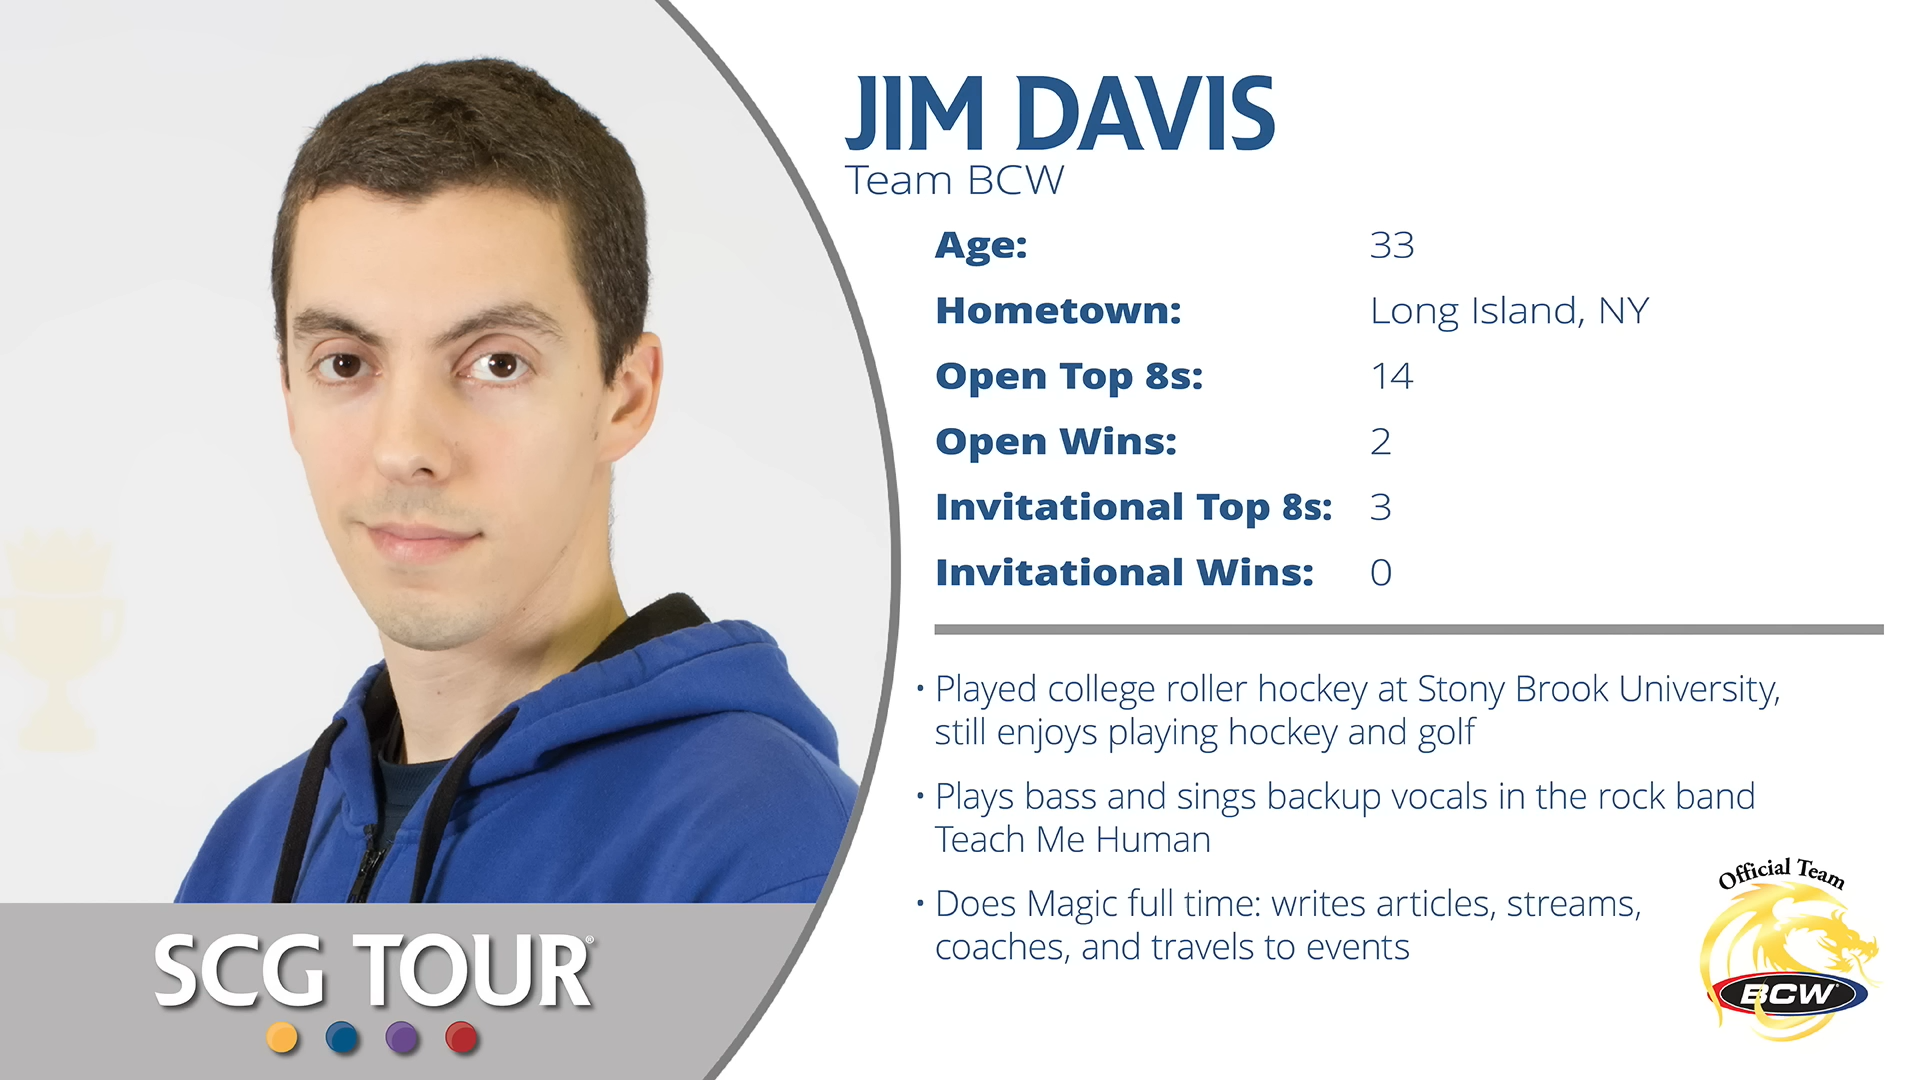 JIM DAVIS
Team BCW
Age: 33
Hometown: Long Island, NY
Open Top 8s: 14
Open Wins: 2
Invitational Top 8s: 3
Invitational Wins: 0
• Played college roller hockey at Stony Brook University,
still enjoys playing hockey and golf
• Plays bass and sings backup vocals in the rock band
Teach Me Human
• Does Magic full time: writes articles, streams,
coaches, and travels to events
Official Team
BCW
SCG TOUR®